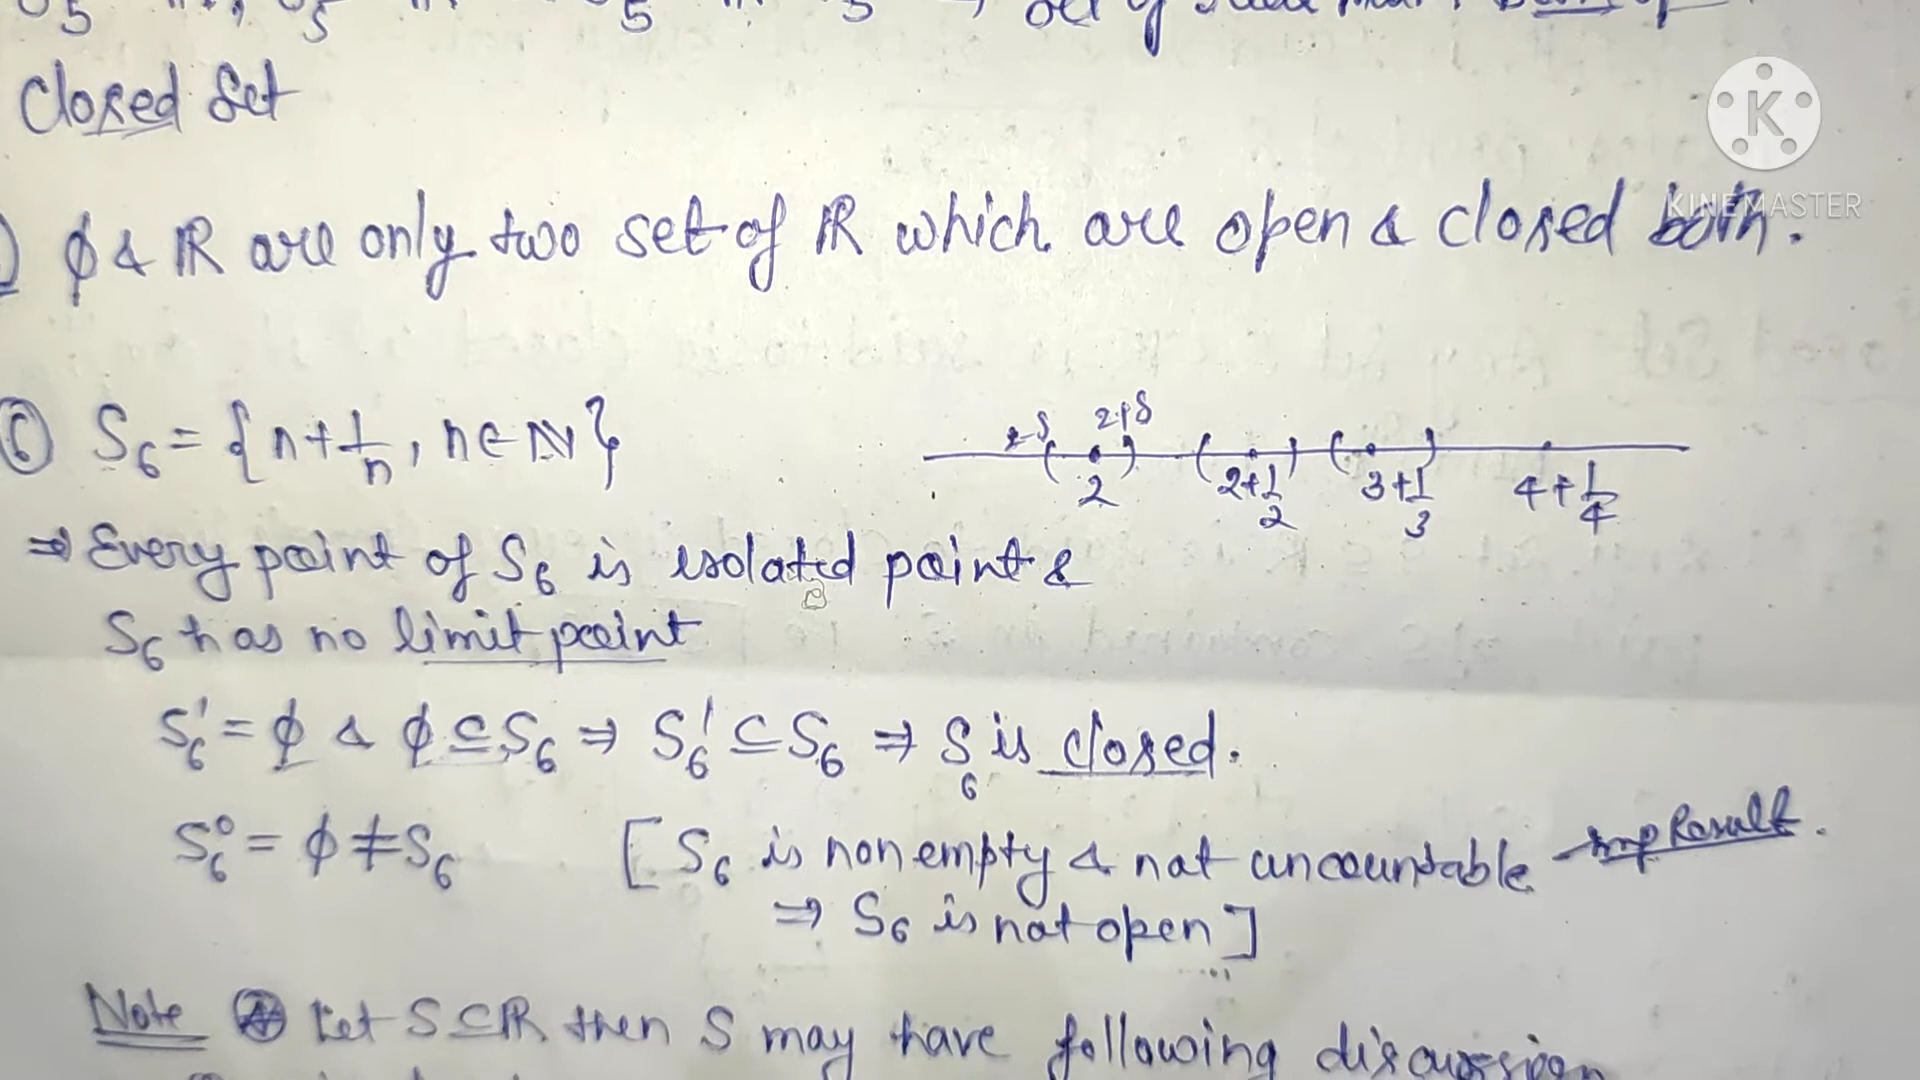 Closed Set
K
KINEMASTER
ϕ & ℝ are only two set of ℝ which are open & closed both.
⑥ S₆ = {n + 1/n, n ∈ ℕ}
2-δ 2+δ
2 2+1/2 3+1/3 4+1/4
⇒ Every point of S₆ is isolated point &
S₆ has no limit point
S₆' = ϕ & ϕ ⊆ S₆ ⇒ S₆' ⊆ S₆ ⇒ S₆ is closed.
S₆° = ϕ ≠ S₆ [S₆ is nonempty & not uncountable - imp Result.
⇒ S₆ is not open]
Note Let S ⊆ ℝ then S may have following discussion